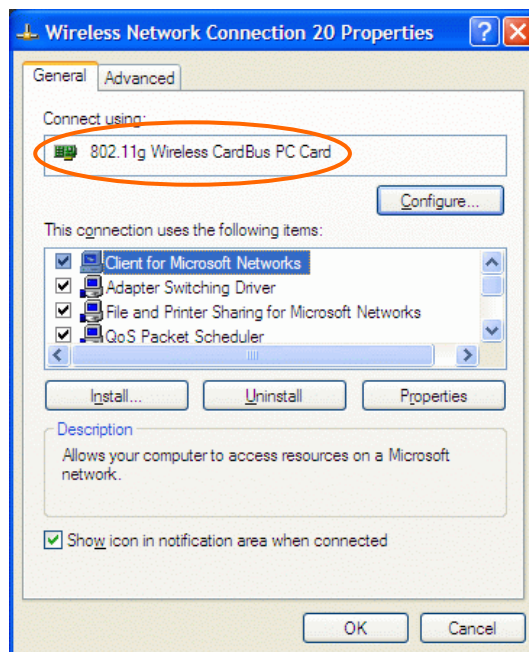 Wireless Network Connection 20 Properties
General Advanced
Connect using:
802.11g Wireless CardBus PC Card
Configure...
This connection uses the following items:
Client for Microsoft Networks
Adapter Switching Driver
File and Printer Sharing for Microsoft Networks
QoS Packet Scheduler
Install... Uninstall Properties
Description
Allows your computer to access resources on a Microsoft
network.
Show icon in notification area when connected
OK Cancel